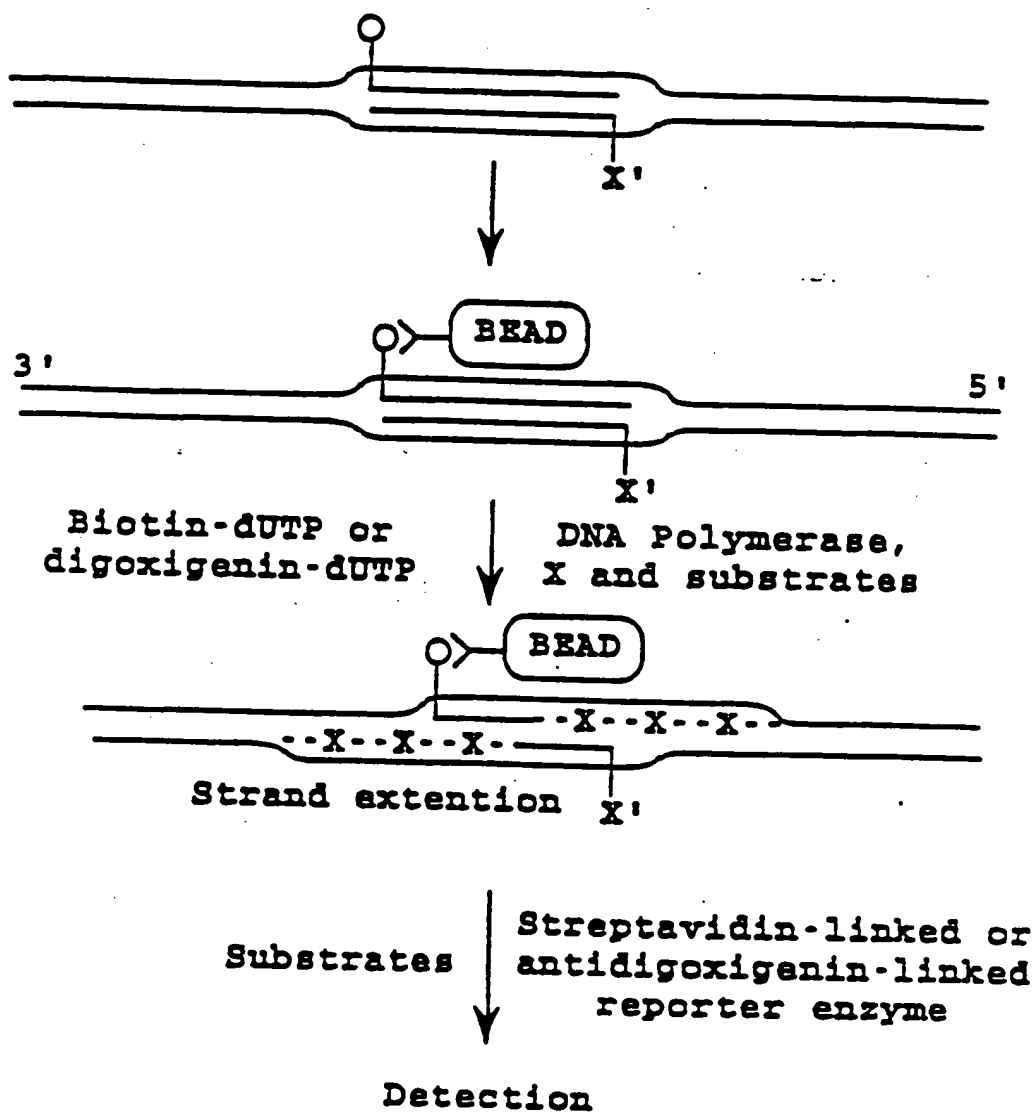 X'
BEAD
3'
5'
X'
Biotin-dUTP or
digoxigenin-dUTP
DNA Polymerase,
X and substrates
BEAD
--X--X--X--
--X--X--X--
Strand extention
X'
Substrates
Streptavidin-linked or
antidigoxigenin-linked
reporter enzyme
Detection